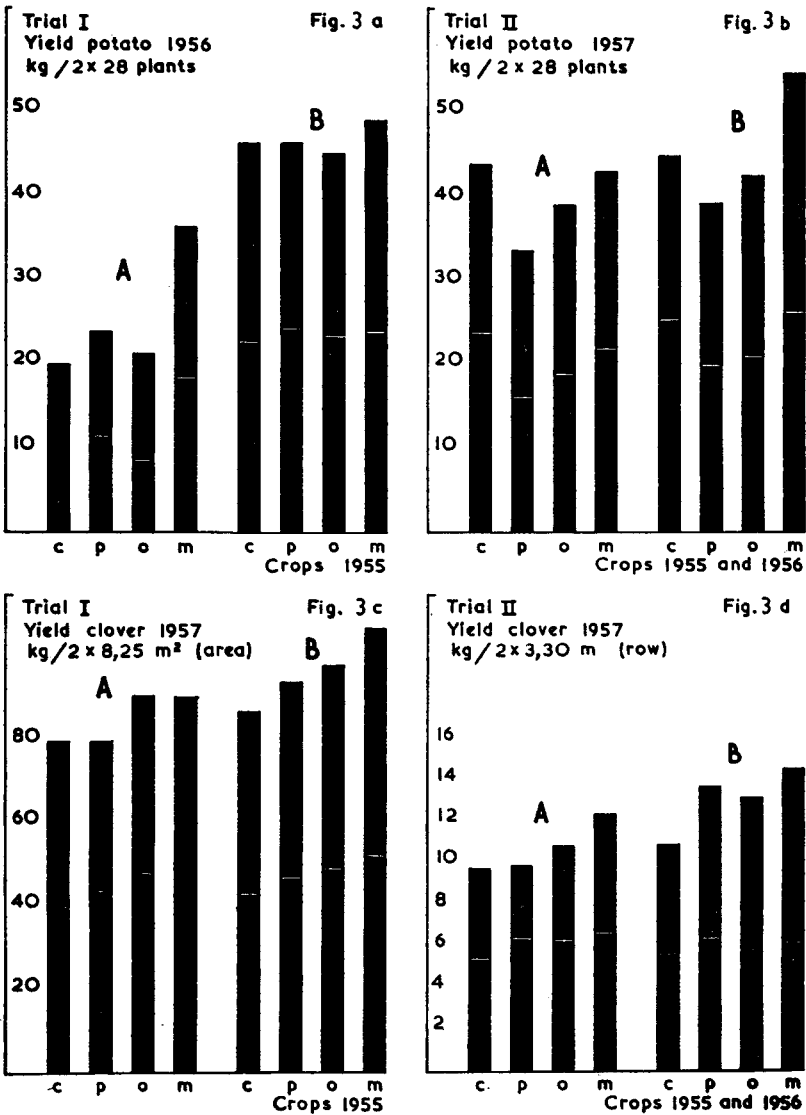 Trial I
Fig. 3 a
Yield potato 1956
kg / 2 x 28 plants
50
B
40
30
A
20
10
c p o m c p o m
Crops 1955
Trial II
Fig. 3 b
Yield potato 1957
kg / 2 x 28 plants
50
B
A
40
30
20
10
c p o m c p o m
Crops 1955 and 1956
Trial I
Fig. 3 c
Yield clover 1957
kg / 2 x 8,25 m² (area)
B
A
80
60
40
20
c p o m c p o m
Crops 1955
Trial II
Fig. 3 d
Yield clover 1957
kg / 2 x 3,30 m (row)
16
B
14
12
A
10
8
6
4
2
c p o m c p o m
Crops 1955 and 1956